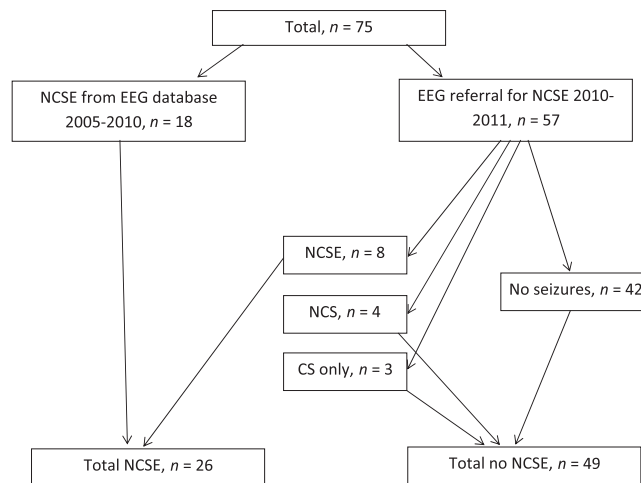 Total, n = 75
NCSE from EEG database
2005-2010, n = 18
EEG referral for NCSE 2010-
2011, n = 57
NCSE, n = 8
No seizures, n = 42
NCS, n = 4
CS only, n = 3
Total NCSE, n = 26
Total no NCSE, n = 49